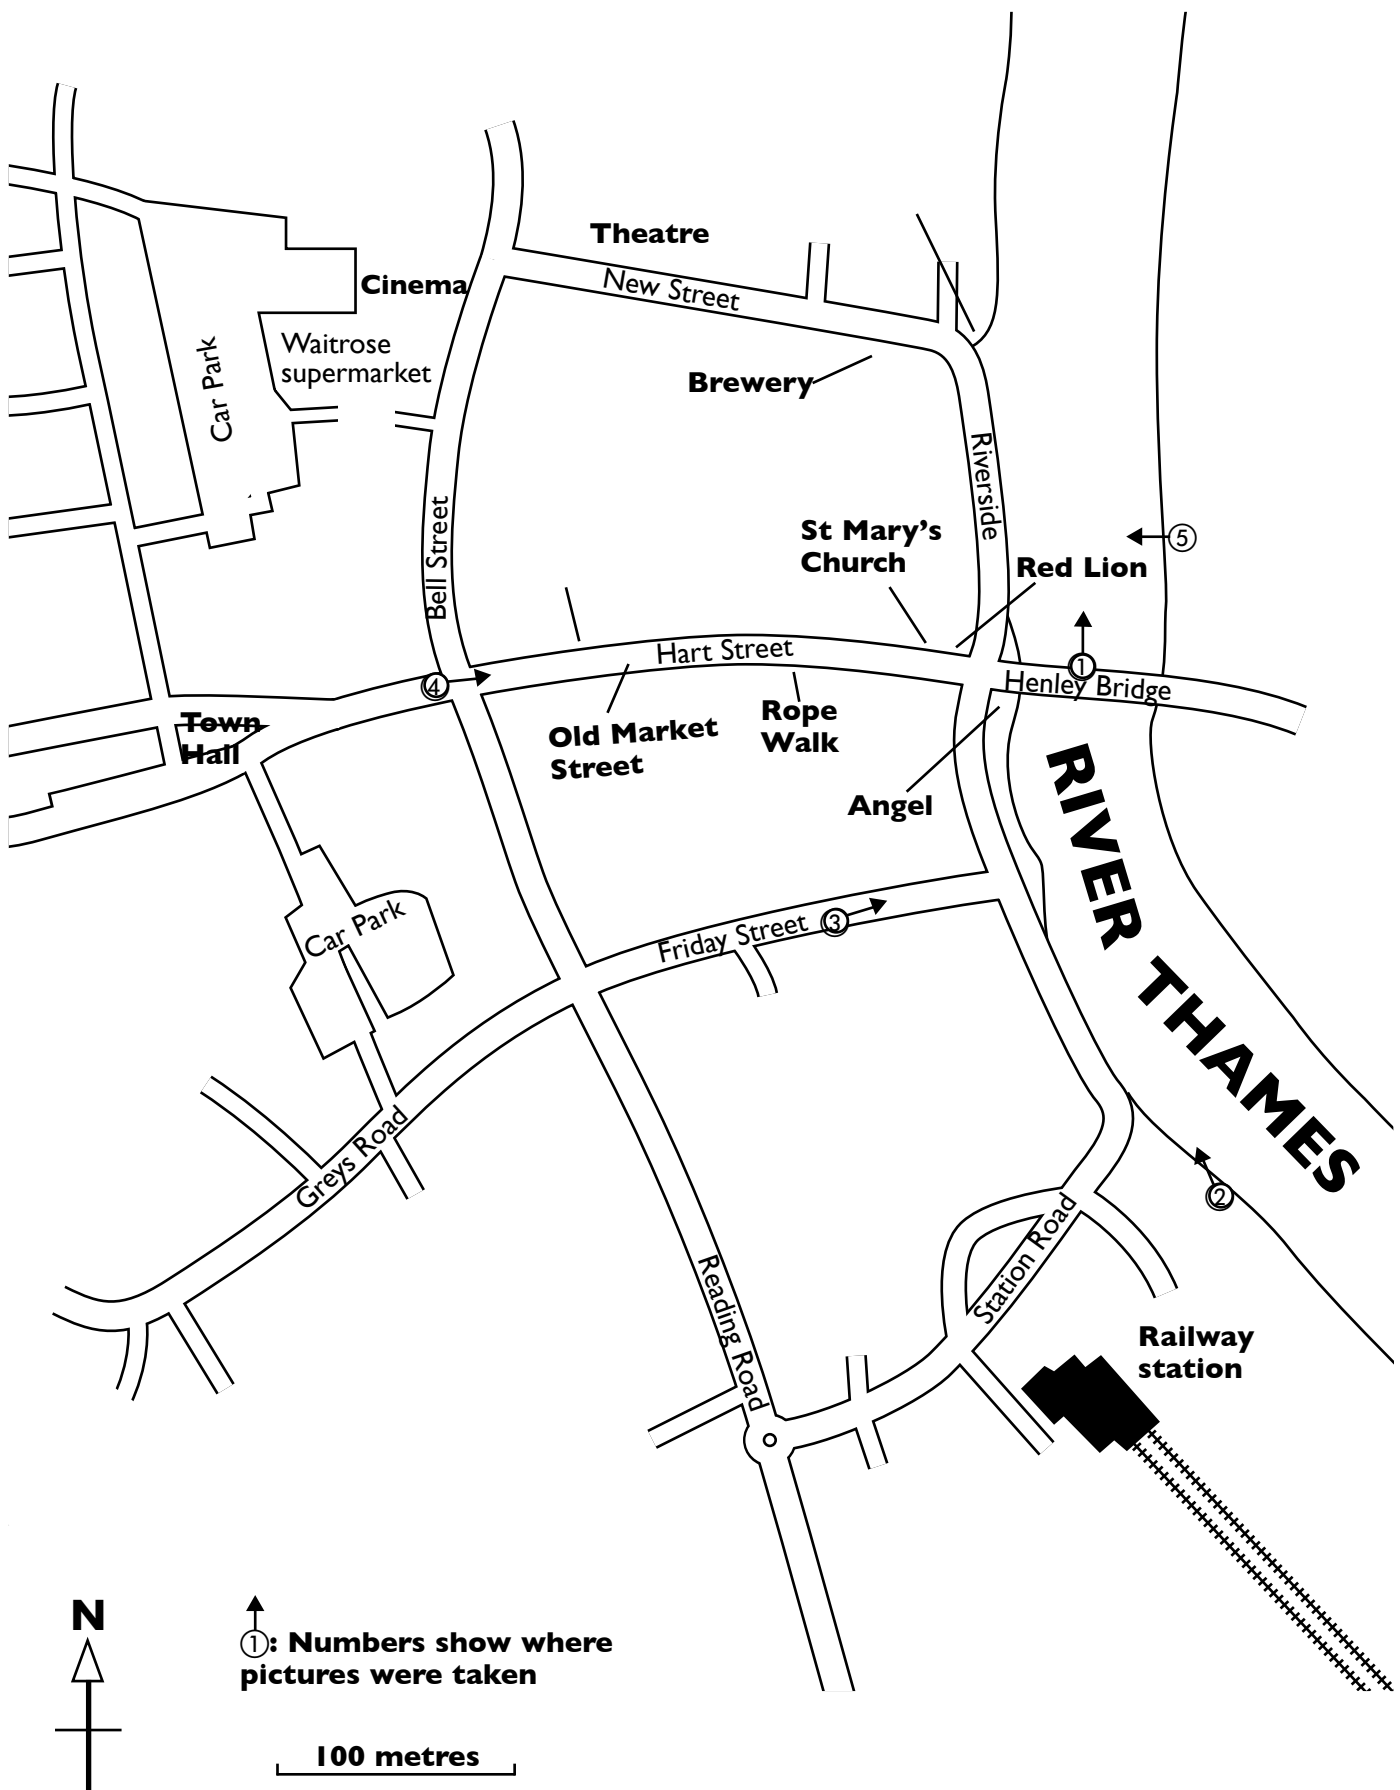 Theatre
New Street
Cinema
Waitrose
supermarket
Car Park
Brewery
Riverside
Bell Street
St Mary's
Church
Red Lion
5
1
Hart Street
Henley Bridge
4
Town
Hall
Old Market
Street
Rope
Walk
Angel
RIVER THAMES
Car Park
Friday Street
3
Greys Road
2
Station Road
Reading Road
Railway
station
N
1: Numbers show where
pictures were taken
100 metres